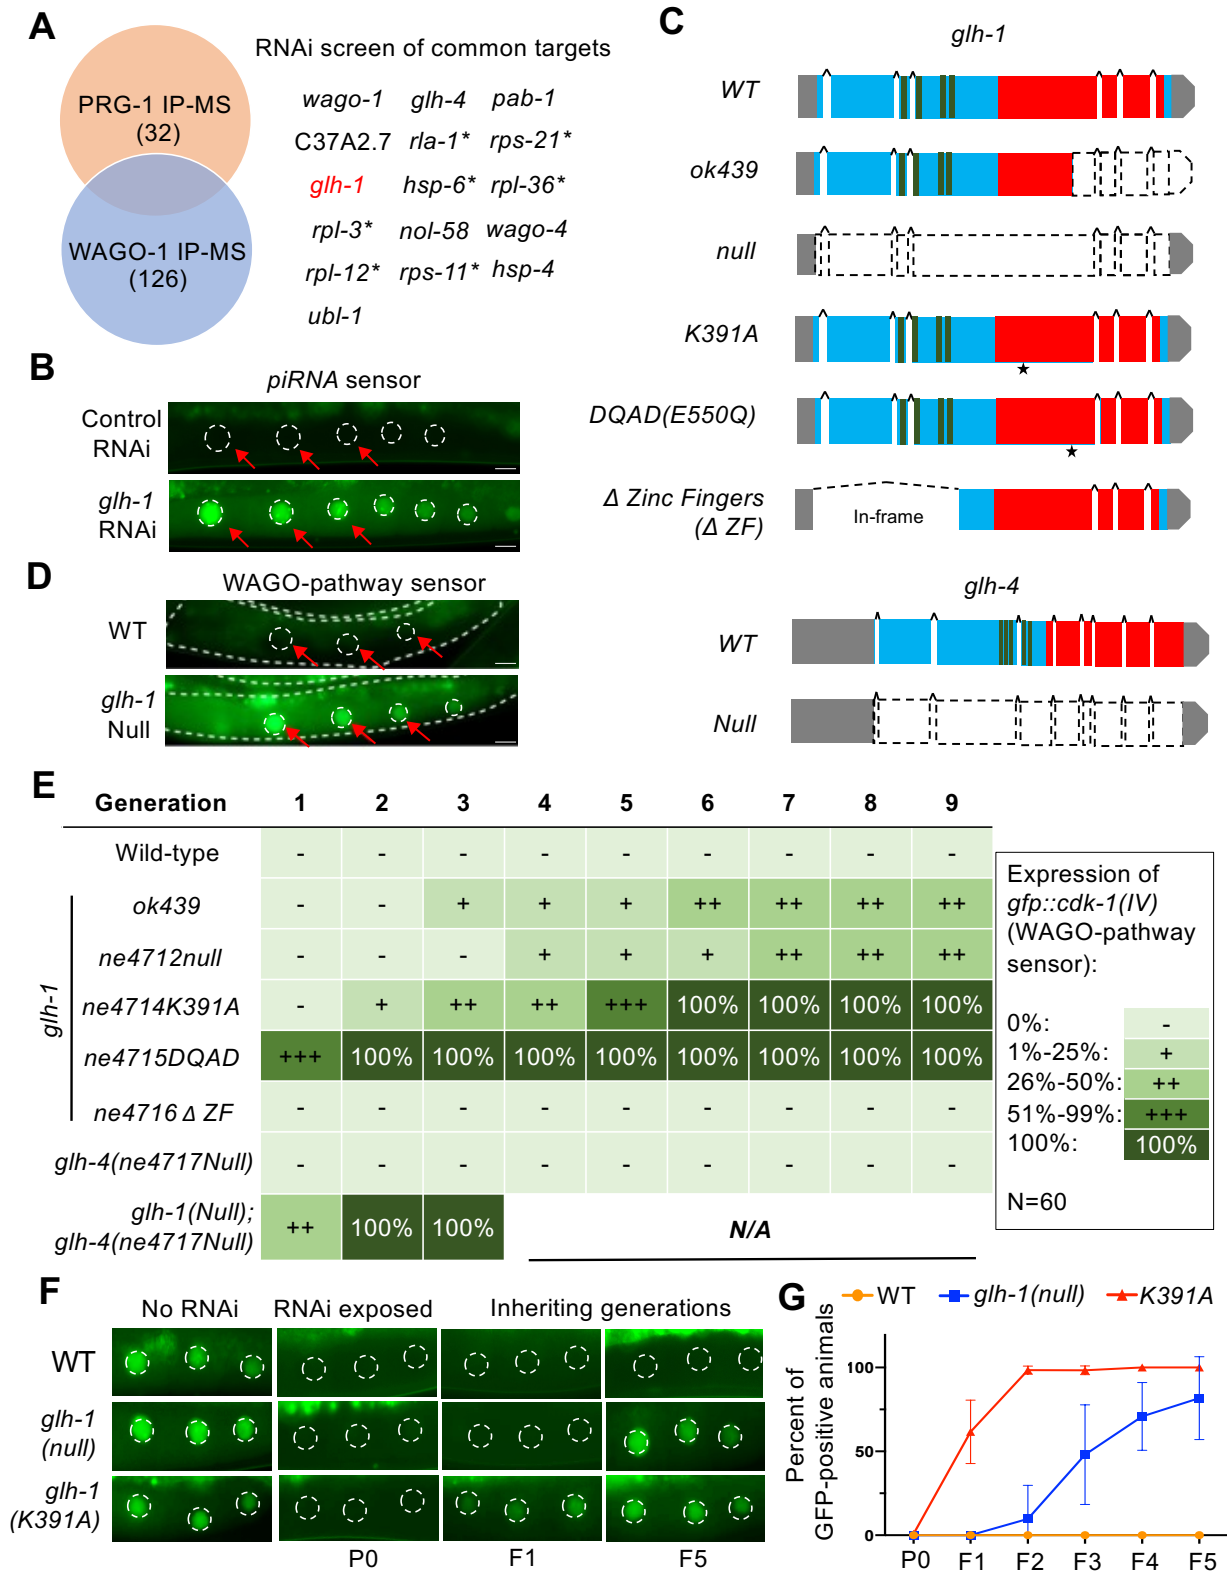 A
PRG-1 IP-MS
(32)
WAGO-1 IP-MS
(126)
RNAi screen of common targets
wago-1 glh-4 pab-1
C37A2.7 rla-1* rps-21*
glh-1 hsp-6* rpl-36*
rpl-3* nol-58 wago-4
rpl-12* rps-11* hsp-4
ubl-1
B
piRNA sensor
Control
RNAi
glh-1
RNAi
C
glh-1
WT
ok439
null
K391A
★
DQAD(E550Q)
★
Δ Zinc Fingers
(Δ ZF)
In-frame
glh-4
WT
Null
D
WAGO-pathway sensor
WT
glh-1
Null
E
Generation 1 2 3 4 5 6 7 8 9
Wild-type - - - - - - - - -
glh-1
ok439 - - + + + ++ ++ ++ ++
ne4712null - - - + + + ++ ++ ++
ne4714K391A - + ++ ++ +++ 100% 100% 100% 100%
ne4715DQAD +++ 100% 100% 100% 100% 100% 100% 100% 100%
ne4716 Δ ZF - - - - - - - - -
glh-4(ne4717Null) - - - - - - - - -
glh-1(Null);
glh-4(ne4717Null) ++ 100% 100% N/A
Expression of
gfp::cdk-1(IV)
(WAGO-pathway
sensor):
0%: -
1%-25%: +
26%-50%: ++
51%-99%: +++
100%: 100%
N=60
F
No RNAi RNAi exposed Inheriting generations
WT
glh-1
(null)
glh-1
(K391A)
P0 F1 F5
G
WT glh-1(null) K391A
Percent of
GFP-positive animals
100
50
0
P0 F1 F2 F3 F4 F5